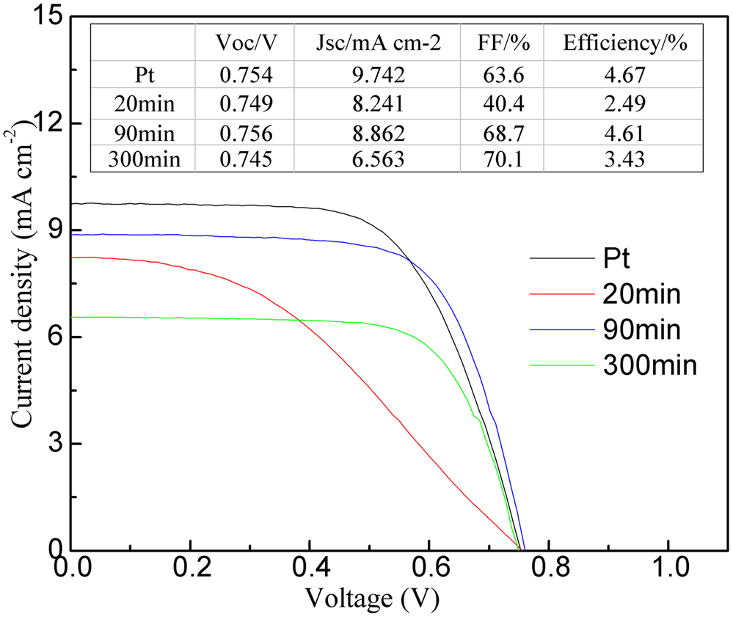 Voc/V Jsc/mA cm-2 FF/% Efficiency/%
Pt 0.754 9.742 63.6 4.67
20min 0.749 8.241 40.4 2.49
90min 0.756 8.862 68.7 4.61
300min 0.745 6.563 70.1 3.43
15
12
9
6
3
0
Current density (mA cm-2)
Pt
20min
90min
300min
0.0 0.2 0.4 0.6 0.8 1.0
Voltage (V)